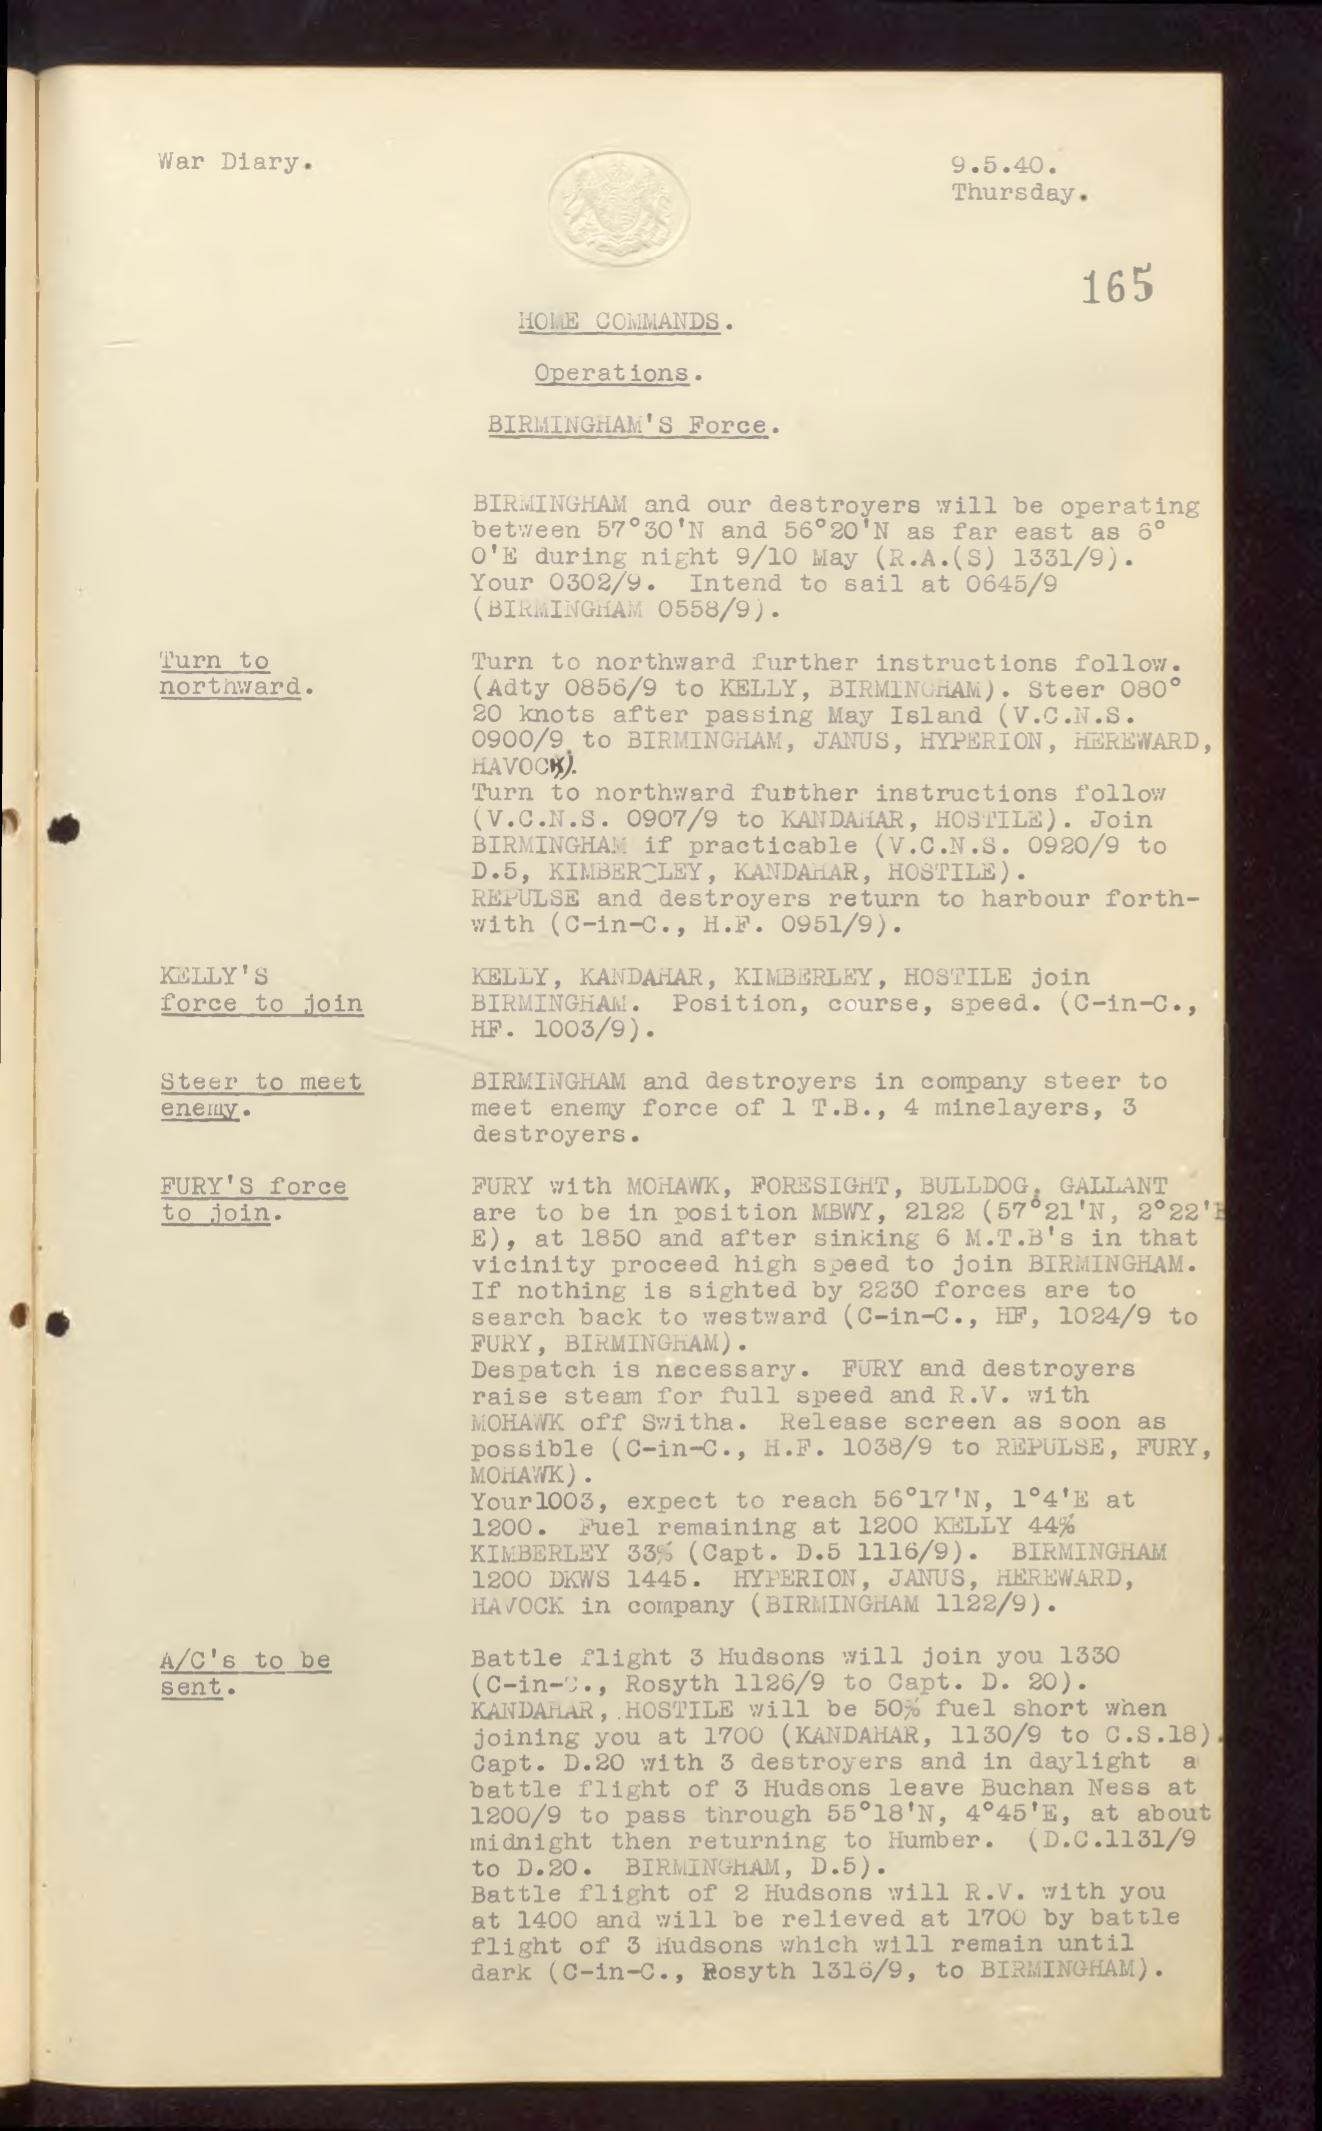 War Diary.
9.5.40.
Thursday.
165
HOME COMMANDS.
Operations.
BIRMINGHAM'S Force.
BIRMINGHAM and our destroyers will be operating
between 57°30'N and 56°20'N as far east as 6°
0'E during night 9/10 May (R.A.(S) 1331/9).
Your 0302/9. Intend to sail at 0645/9
(BIRMINGHAM 0558/9).
Turn to
northward.
Turn to northward further instructions follow.
(Adty 0856/9 to KELLY, BIRMINGHAM). Steer 080°
20 knots after passing May Island (V.C.N.S.
0900/9 to BIRMINGHAM, JANUS, HYPERION, HEREWARD,
HAVOCK).
Turn to northward further instructions follow
(V.C.N.S. 0907/9 to KANDAHAR, HOSTILE). Join
BIRMINGHAM if practicable (V.C.N.S. 0920/9 to
D.5, KIMBERLEY, KANDAHAR, HOSTILE).
REPULSE and destroyers return to harbour forth-
with (C-in-C., H.F. 0951/9).
KELLY'S
force to join
KELLY, KANDAHAR, KIMBERLEY, HOSTILE join
BIRMINGHAM. Position, course, speed. (C-in-C.,
HF. 1003/9).
Steer to meet
enemy.
BIRMINGHAM and destroyers in company steer to
meet enemy force of 1 T.B., 4 minelayers, 3
destroyers.
FURY'S force
to join.
FURY with MOHAWK, FORESIGHT, BULLDOG, GALLANT
are to be in position MBWY, 2122 (57°21'N, 2°22'E
E), at 1850 and after sinking 6 M.T.B's in that
vicinity proceed high speed to join BIRMINGHAM.
If nothing is sighted by 2230 forces are to
search back to westward (C-in-C., HF, 1024/9 to
FURY, BIRMINGHAM).
Despatch is necessary. FURY and destroyers
raise steam for full speed and R.V. with
MOHAWK off Switha. Release screen as soon as
possible (C-in-C., H.F. 1038/9 to REPULSE, FURY,
MOHAWK).
Your1003, expect to reach 56°17'N, 1°4'E at
1200. Fuel remaining at 1200 KELLY 44%
KIMBERLEY 33% (Capt. D.5 1116/9). BIRMINGHAM
1200 DKWS 1445. HYPERION, JANUS, HEREWARD,
HAVOCK in company (BIRMINGHAM 1122/9).
A/C's to be
sent.
Battle flight 3 Hudsons will join you 1330
(C-in-C., Rosyth 1126/9 to Capt. D. 20).
KANDAHAR, HOSTILE will be 50% fuel short when
joining you at 1700 (KANDAHAR, 1130/9 to C.S.18).
Capt. D.20 with 3 destroyers and in daylight a
battle flight of 3 Hudsons leave Buchan Ness at
1200/9 to pass through 55°18'N, 4°45'E, at about
midnight then returning to Humber. (D.C.1131/9
to D.20. BIRMINGHAM, D.5).
Battle flight of 2 Hudsons will R.V. with you
at 1400 and will be relieved at 1700 by battle
flight of 3 Hudsons which will remain until
dark (C-in-C., Rosyth 1316/9, to BIRMINGHAM).